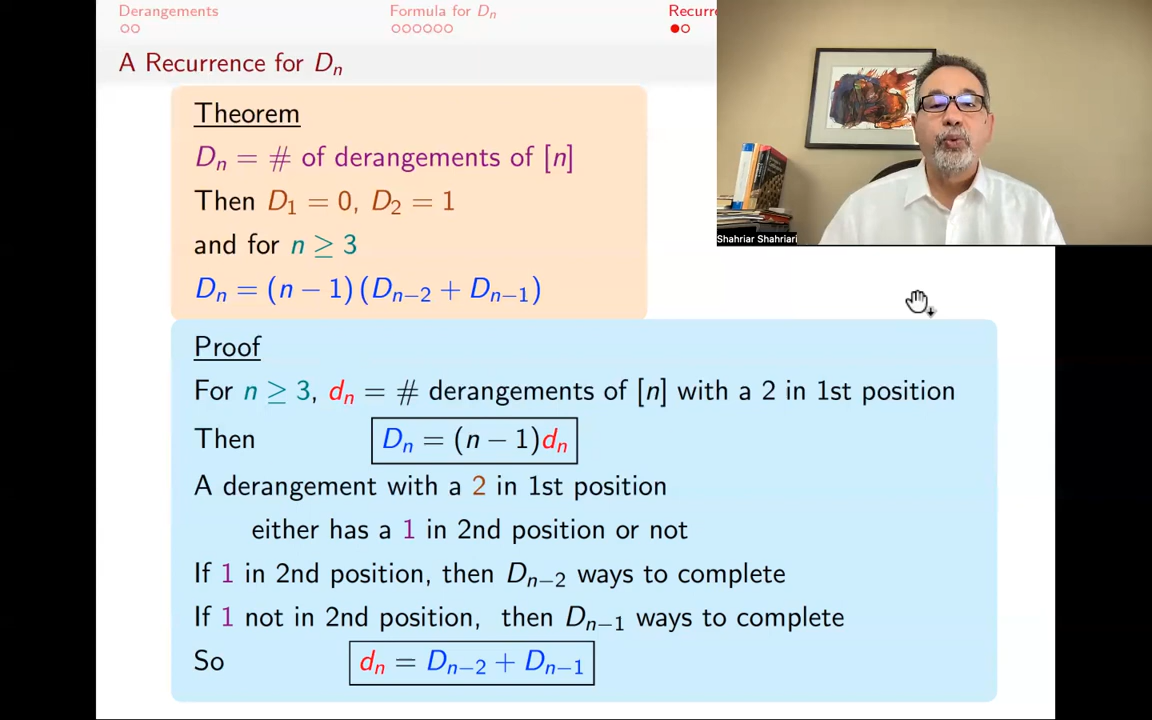 Derangements
Formula for Dₙ
Recurre
A Recurrence for Dₙ
Theorem
Dₙ = # of derangements of [n]
Then D₁ = 0, D₂ = 1
and for n ≥ 3
Dₙ = (n − 1)(Dₙ₋₂ + Dₙ₋₁)
Shahriar Shahriari
Proof
For n ≥ 3, dₙ = # derangements of [n] with a 2 in 1st position
Then Dₙ = (n − 1)dₙ
A derangement with a 2 in 1st position
either has a 1 in 2nd position or not
If 1 in 2nd position, then Dₙ₋₂ ways to complete
If 1 not in 2nd position, then Dₙ₋₁ ways to complete
So dₙ = Dₙ₋₂ + Dₙ₋₁